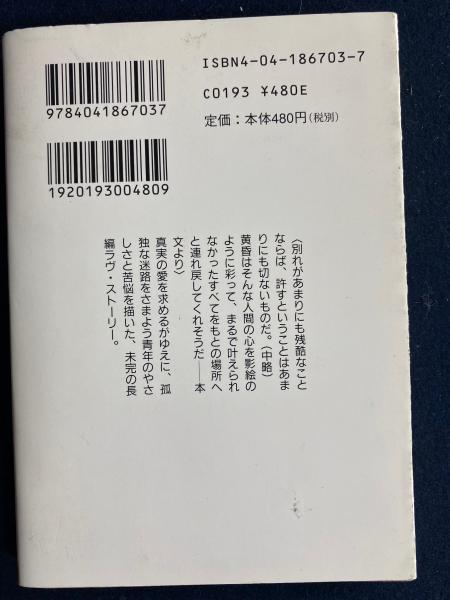 ISBN4-04-186703-7
C0193 ¥480E
定価：本体480円(税別)
9784041867037
1920193004809
〈別れがあまりにも残酷なこと
ならば、許すということはあま
りにも切ないものだ。（中略）
黄昏はそんな人間の心を影絵の
ように彩って、まるで叶えられ
なかったすべてをもとの場所へ
と連れ戻してくれそうだ――本
文より〉
真実の愛を求めるがゆえに、孤
独な迷路をさまよう青年のやさ
しさと苦悩を描いた、未完の長
編ラヴ・ストーリー。